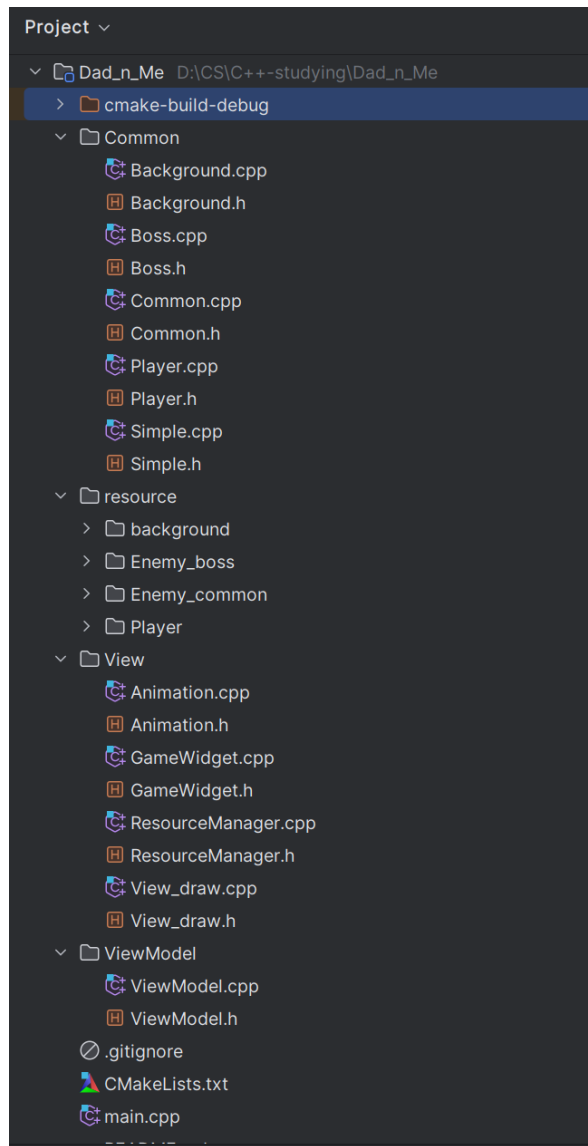 Project
Dad_n_Me D:\CS\C++-studying\Dad_n_Me
cmake-build-debug
Common
Background.cpp
Background.h
Boss.cpp
Boss.h
Common.cpp
Common.h
Player.cpp
Player.h
Simple.cpp
Simple.h
resource
background
Enemy_boss
Enemy_common
Player
View
Animation.cpp
Animation.h
GameWidget.cpp
GameWidget.h
ResourceManager.cpp
ResourceManager.h
View_draw.cpp
View_draw.h
ViewModel
ViewModel.cpp
ViewModel.h
.gitignore
CMakeLists.txt
main.cpp